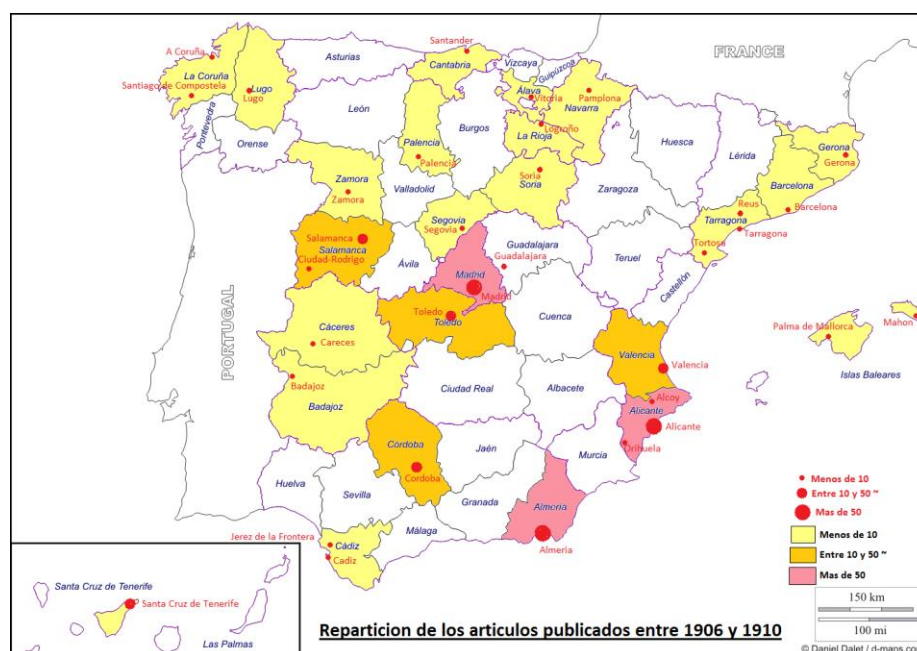 FRANCE
PORTUGAL
A Coruña
La Coruña
Santiago de Compostela
Lugo
Lugo
Pontevedra
Orense
Asturias
León
Santander
Cantabria
Vizcaya
Guipúzcoa
Álava
Vitoria
Pamplona
Navarra
Logroño
La Rioja
Burgos
Palencia
Palencia
Zamora
Zamora
Valladolid
Soria
Soria
Zaragoza
Huesca
Lérida
Gerona
Gerona
Barcelona
Barcelona
Reus
Tarragona
Tarragona
Tortosa
Segovia
Segovia
Salamanca
Salamanca
Ciudad-Rodrigo
Ávila
Guadalajara
Guadalajara
Madrid
Madrid
Teruel
Castellón
Toledo
Toledo
Cuenca
Cáceres
Careces
Badajoz
Badajoz
Ciudad Real
Albacete
Valencia
Valencia
Alcoy
Alicante
Alicante
Orihuela
Murcia
Palma de Mallorca
Mahon
Islas Baleares
Córdoba
Cordoba
Jaén
Huelva
Sevilla
Granada
Málaga
Almería
Almeria
Jerez de la Frontera
Cádiz
Cadiz
Santa Cruz de Tenerife
Santa Cruz de Tenerife
Las Palmas
Menos de 10
Entre 10 y 50 ~
Mas de 50
Menos de 10
Entre 10 y 50 ~
Mas de 50
150 km
100 mi
Reparticion de los articulos publicados entre 1906 y 1910
© Daniel Dalet / d-maps.co